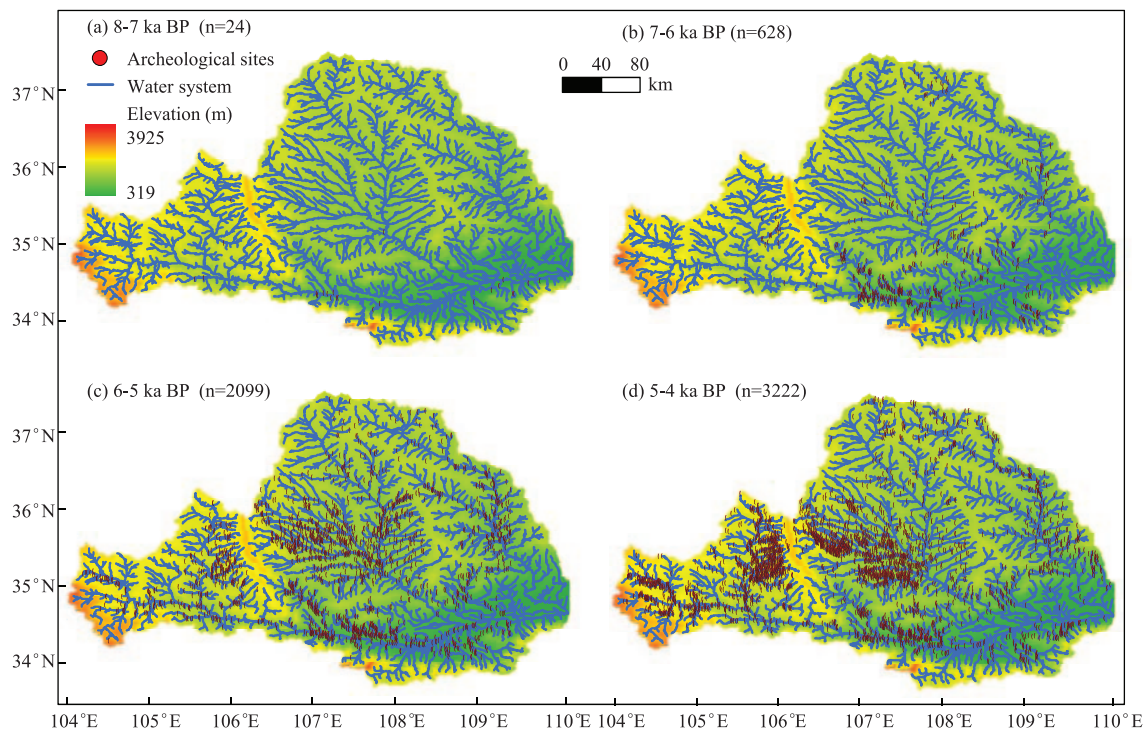 (a) 8-7 ka BP (n=24)
Archeological sites
Water system
Elevation (m)
3925
319
(b) 7-6 ka BP (n=628)
0 40 80
km
37°N
36°N
35°N
34°N
(c) 6-5 ka BP (n=2099)
(d) 5-4 ka BP (n=3222)
37°N
36°N
35°N
34°N
104°E 105°E 106°E 107°E 108°E 109°E 110°E 104°E 105°E 106°E 107°E 108°E 109°E 110°E